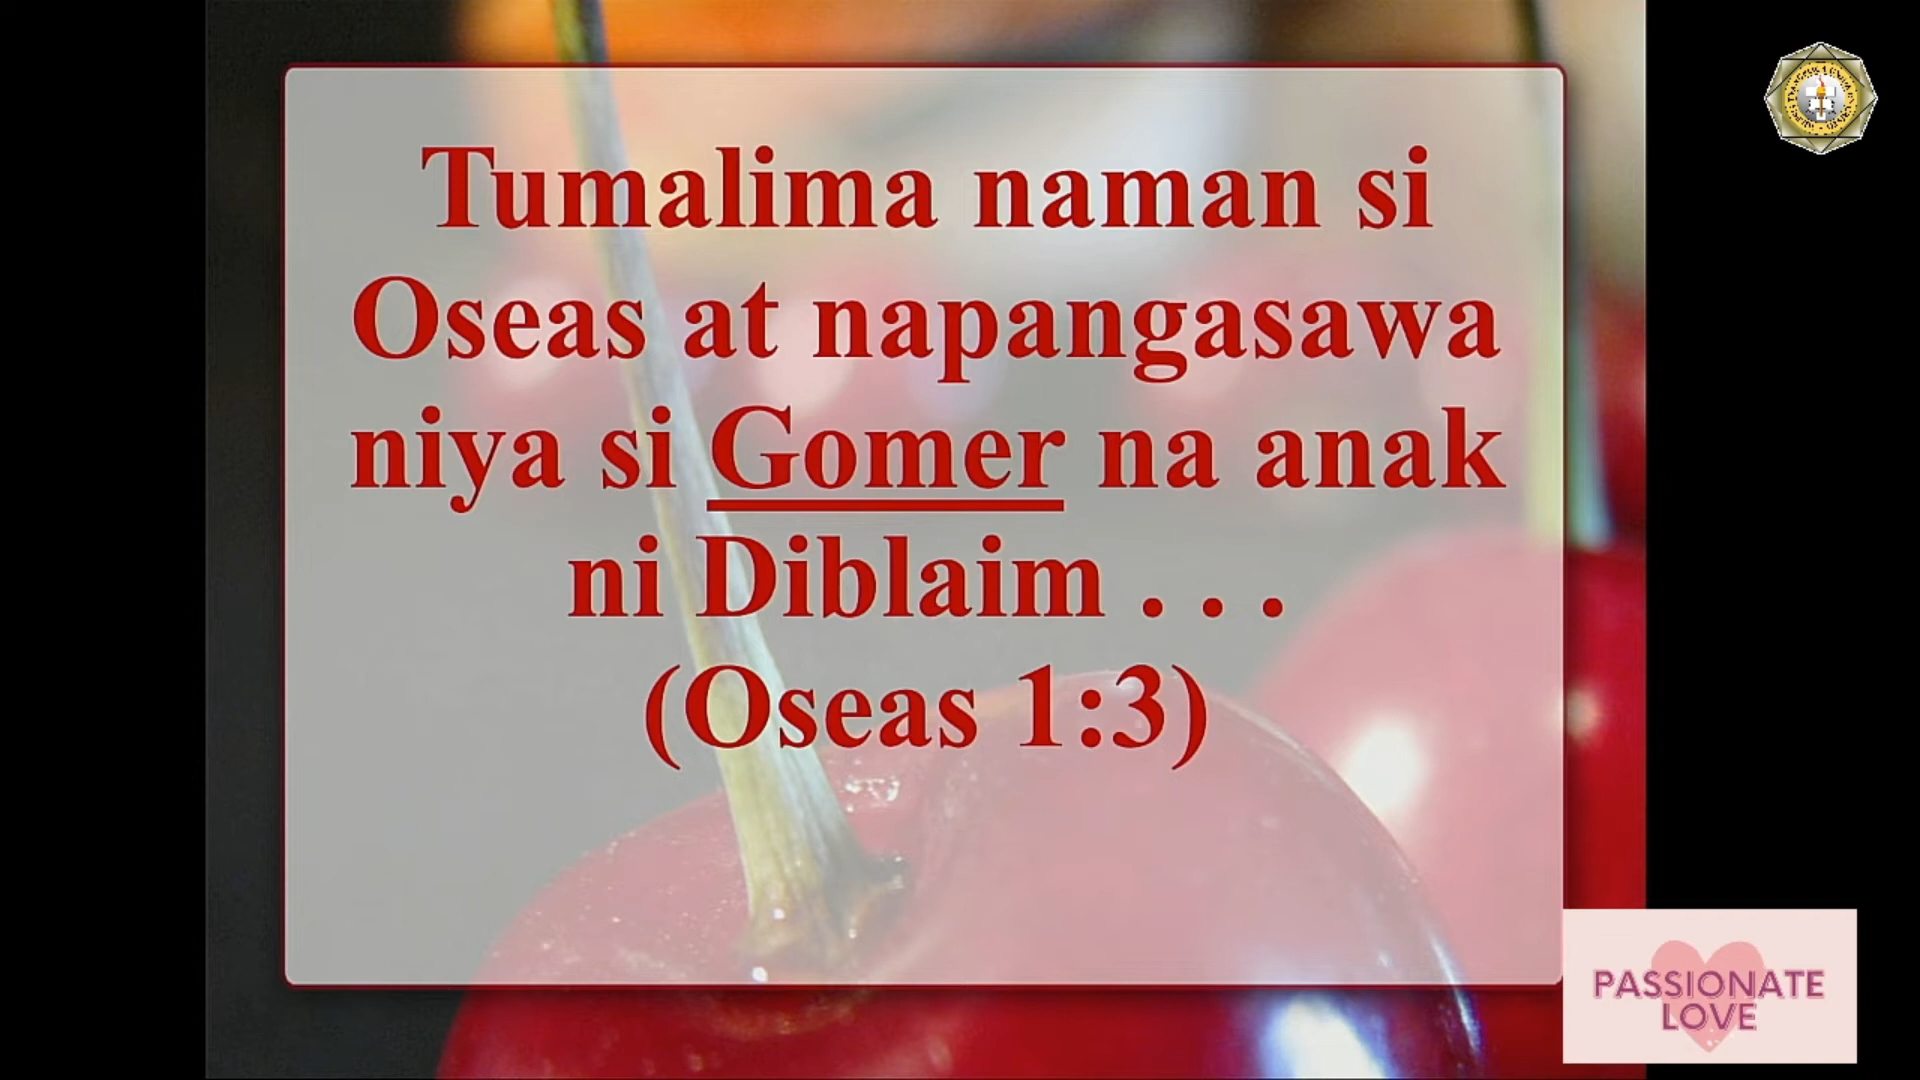 Tumalima naman si
Oseas at napangasawa
niya si Gomer na anak
ni Diblaim . . .
(Oseas 1:3)
PASSIONATE
LOVE